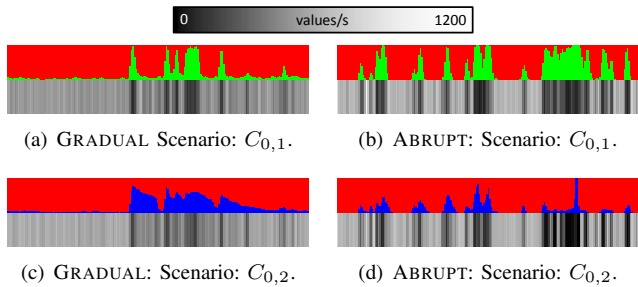 0 values/s 1200
(a) GRADUAL Scenario: C0,1.
(b) ABRUPT: Scenario: C0,1.
(c) GRADUAL: Scenario: C0,2.
(d) ABRUPT: Scenario: C0,2.